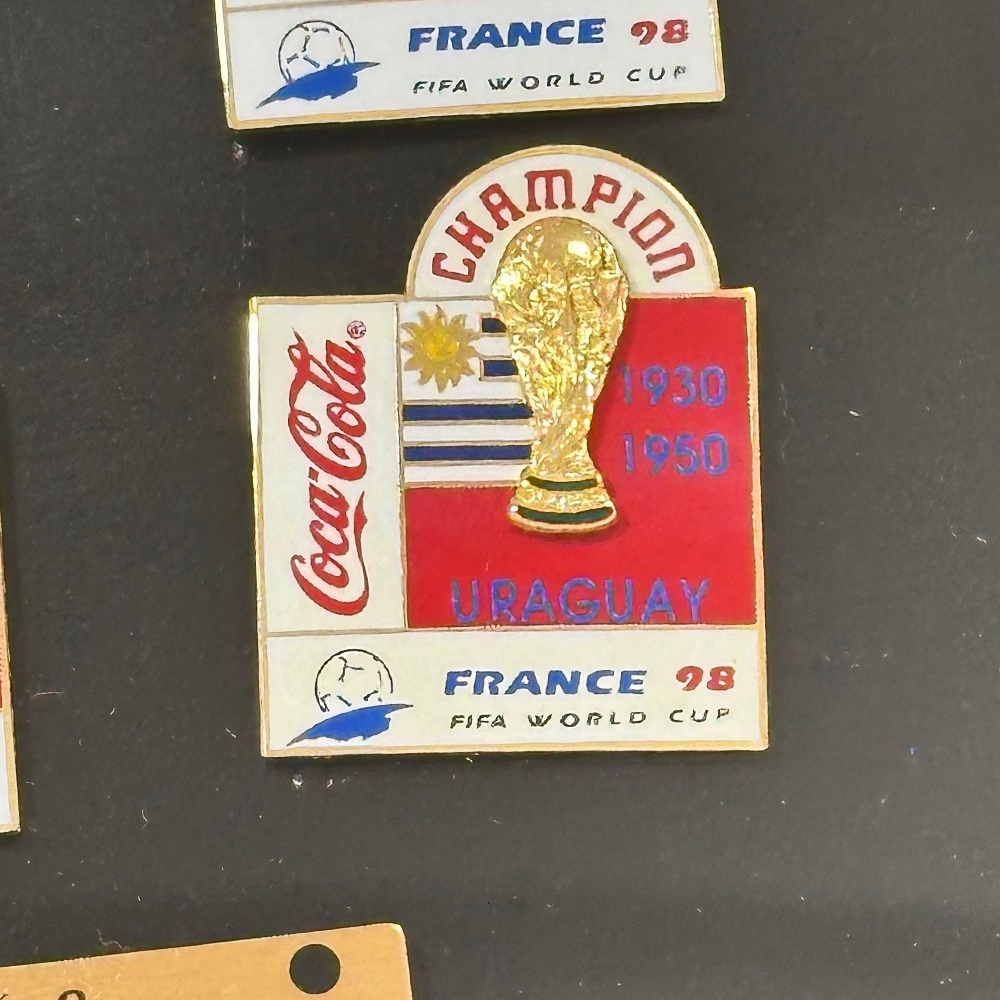 FRANCE 98
FIFA WORLD CUP
CHAMPION
Coca-Cola®
1930
1950
URAGUAY
FRANCE 98
FIFA WORLD CUP